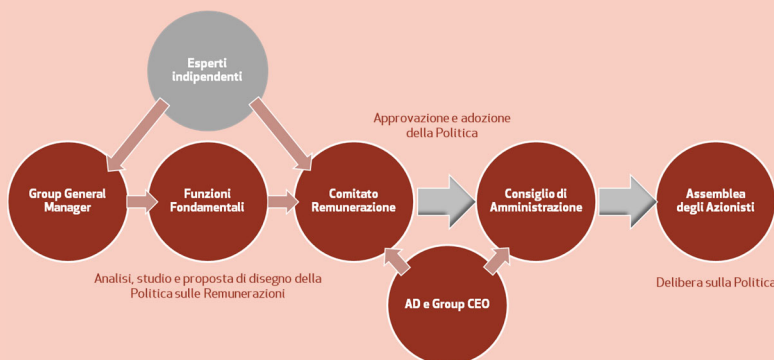 Esperti
indipendenti
Approvazione e adozione
della Politica
Group General
Manager
Funzioni
Fondamentali
Comitato
Remunerazione
Consiglio di
Amministrazione
Assemblea
degli Azionisti
Analisi, studio e proposta di disegno della
Politica sulle Remunerazioni
AD e Group CEO
Delibera sulla Politica